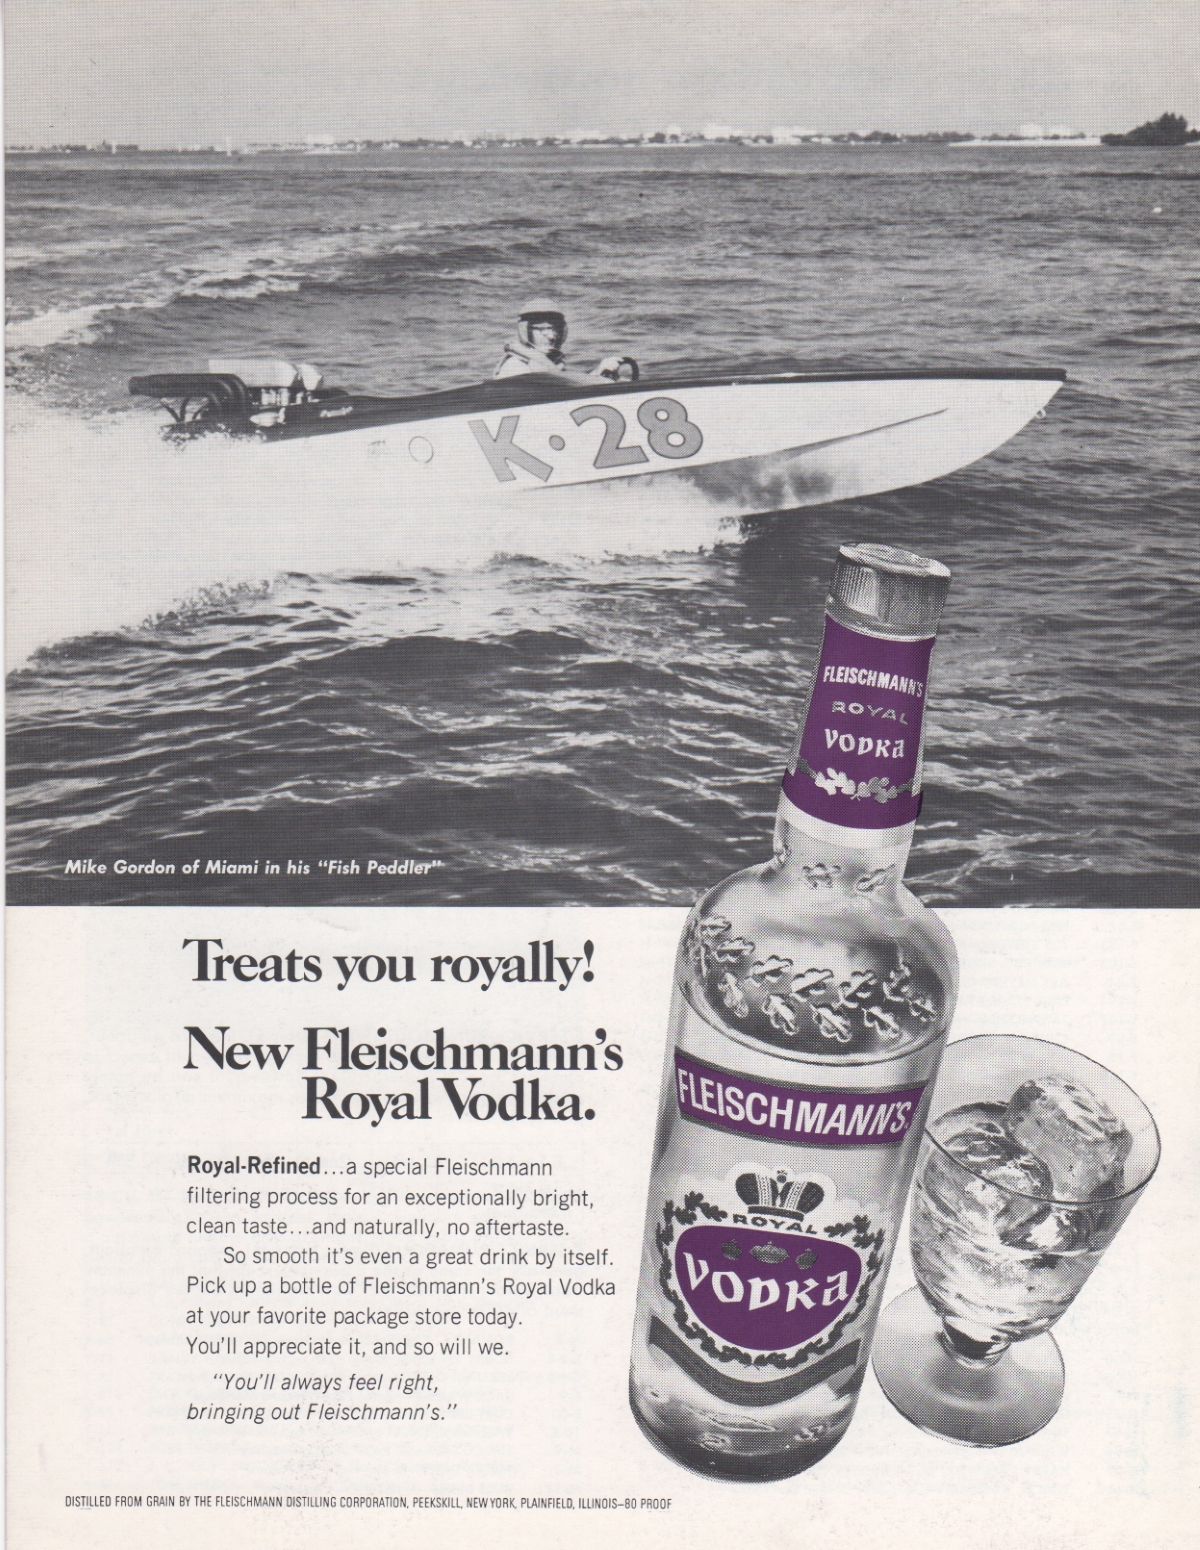 K·28
Mike Gordon of Miami in his "Fish Peddler"
FLEISCHMANN'S
ROYAL
VODKA
Treats you royally!
New Fleischmann's
Royal Vodka.
FLEISCHMANN'S.
ROYAL
VODKA
Royal-Refined...a special Fleischmann
filtering process for an exceptionally bright,
clean taste...and naturally, no aftertaste.
So smooth it's even a great drink by itself.
Pick up a bottle of Fleischmann's Royal Vodka
at your favorite package store today.
You'll appreciate it, and so will we.
"You'll always feel right,
bringing out Fleischmann's."
DISTILLED FROM GRAIN BY THE FLEISCHMANN DISTILLING CORPORATION, PEEKSKILL, NEW YORK, PLAINFIELD, ILLINOIS–80 PROOF